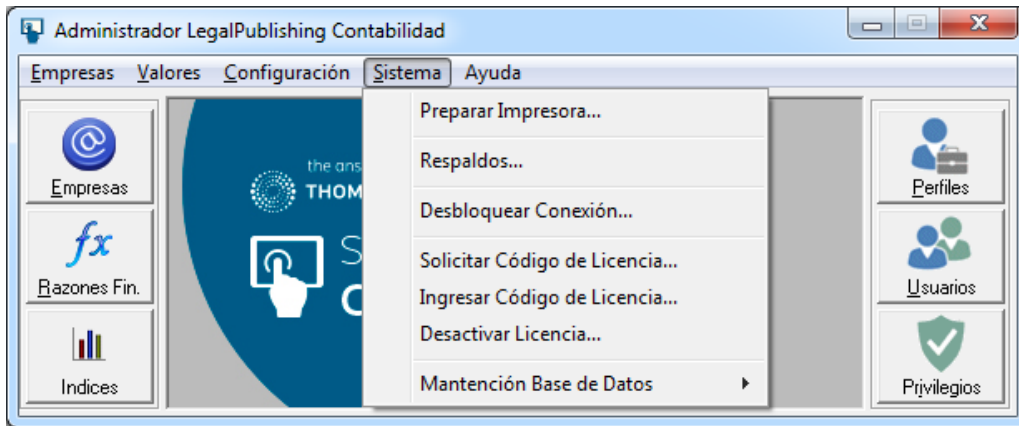 Administrador LegalPublishing Contabilidad
Empresas Valores Configuración Sistema Ayuda
Preparar Impresora...
Respaldos...
Desbloquear Conexión...
Solicitar Código de Licencia...
Ingresar Código de Licencia...
Desactivar Licencia...
Mantención Base de Datos
Empresas
Razones Fin.
Indices
the ans
THOM
S
C
Perfiles
Usuarios
Privilegios